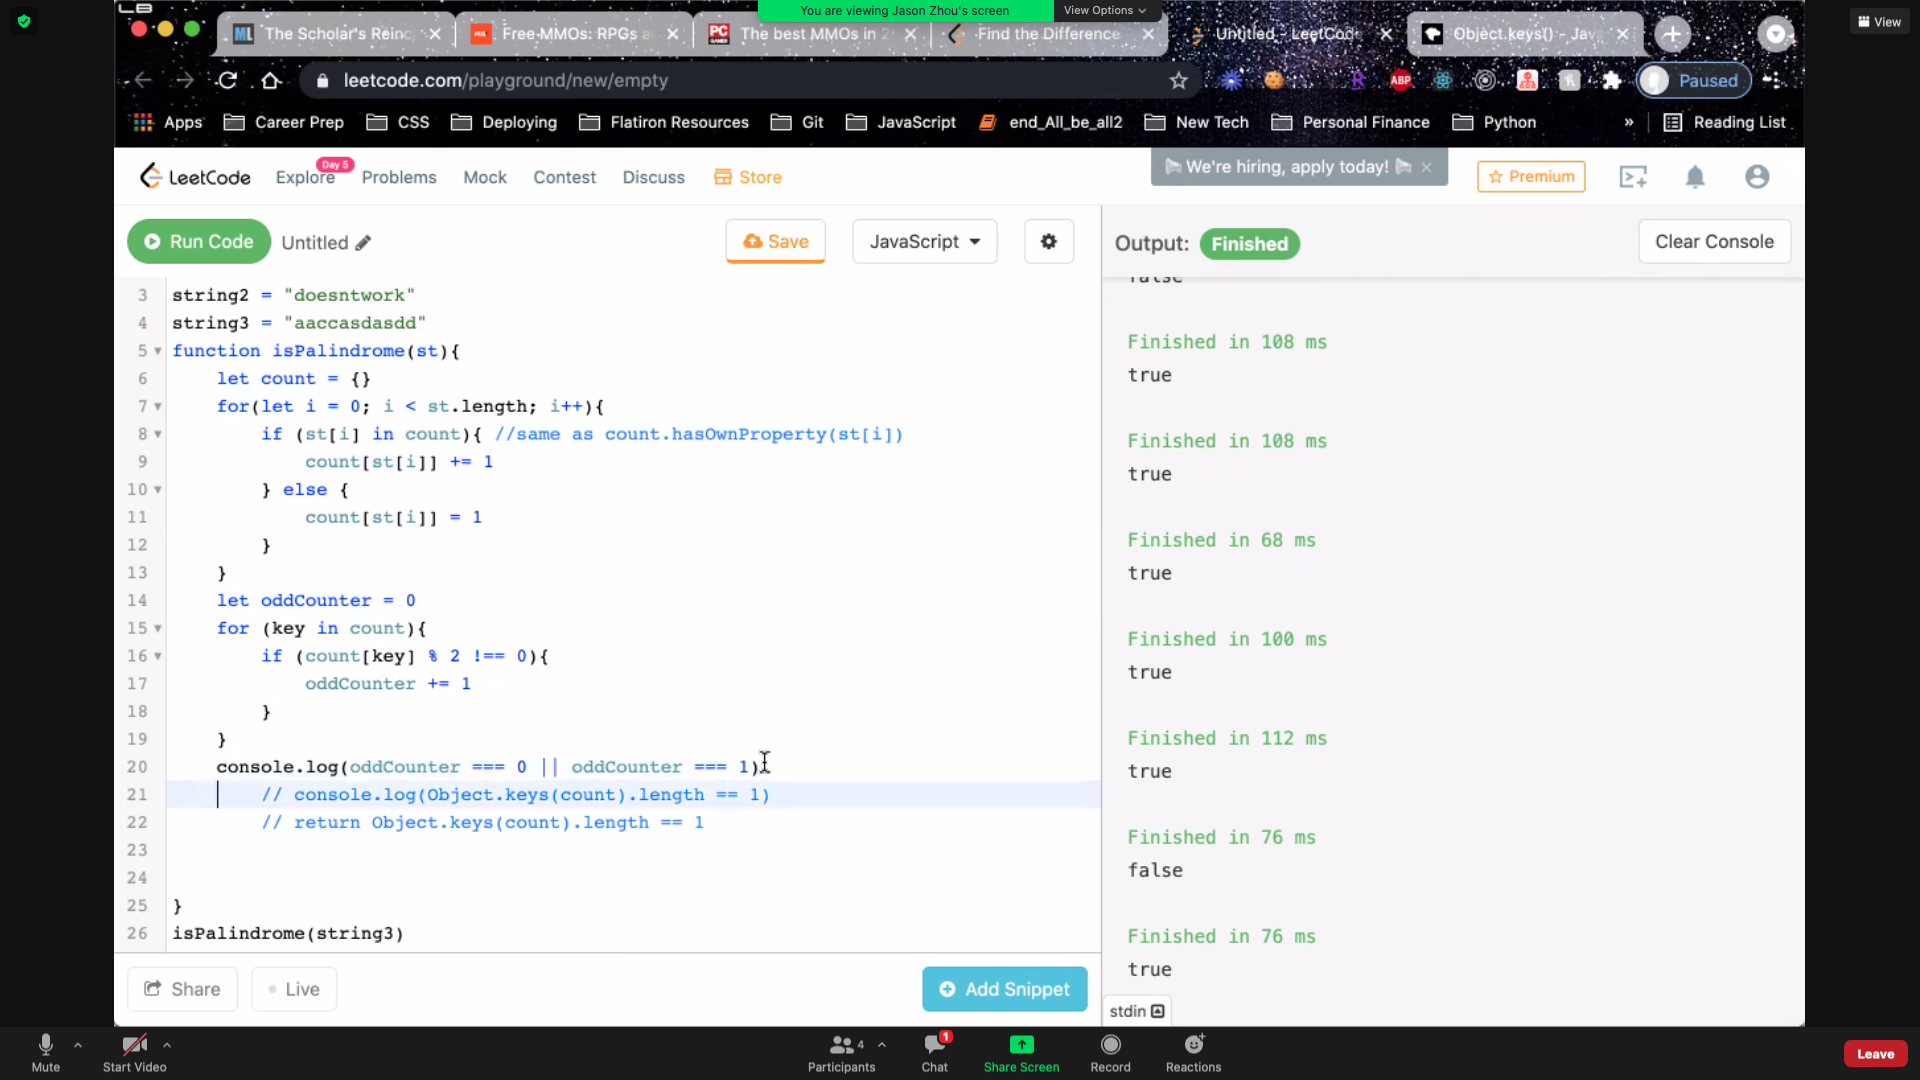 You are viewing Jason Zhou's screen
View Options
View
The Scholar's Reinc
Free-MMOs: RPGs a
The best MMOs in 2
Find the Difference
Untitled - LeetCode
Object.keys() - Jav
leetcode.com/playground/new/empty
ABP
Paused
Apps
Career Prep
CSS
Deploying
Flatiron Resources
Git
JavaScript
end_All_be_all2
New Tech
Personal Finance
Python
»
Reading List
LeetCode
Explore
Day 5
Problems
Mock
Contest
Discuss
Store
We're hiring, apply today!
Premium
Run Code
Untitled
Save
JavaScript
Output: Finished
Clear Console
3 string2 = "doesntwork"
4 string3 = "aaccasdasdd"
5 function isPalindrome(st){
6 let count = {}
7 for(let i = 0; i < st.length; i++){
8 if (st[i] in count){ //same as count.hasOwnProperty(st[i])
9 count[st[i]] += 1
10 } else {
11 count[st[i]] = 1
12 }
13 }
14 let oddCounter = 0
15 for (key in count){
16 if (count[key] % 2 !== 0){
17 oddCounter += 1
18 }
19 }
20 console.log(oddCounter === 0 || oddCounter === 1)
21 // console.log(Object.keys(count).length == 1)
22 // return Object.keys(count).length == 1
23
24
25 }
26 isPalindrome(string3)
false
Finished in 108 ms
true
Finished in 108 ms
true
Finished in 68 ms
true
Finished in 100 ms
true
Finished in 112 ms
true
Finished in 76 ms
false
Finished in 76 ms
true
Share
Live
Add Snippet
stdin
Mute
Start Video
Participants
4
Chat
1
Share Screen
Record
Reactions
Leave